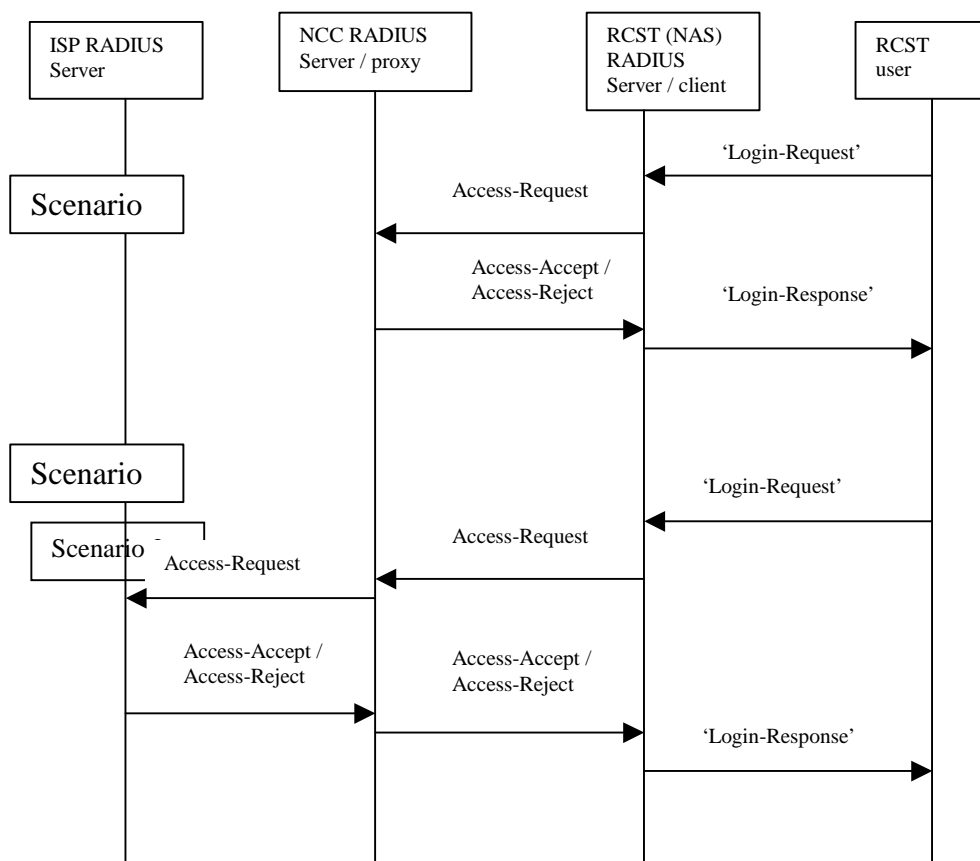 ISP RADIUS
Server
NCC RADIUS
Server / proxy
RCST (NAS)
RADIUS
Server / client
RCST
user
‘Login-Request’
Scenario
Access-Request
Access-Accept /
Access-Reject
‘Login-Response’
Scenario
‘Login-Request’
Access-Request
Scenario
Access-Request
Access-Accept /
Access-Reject
Access-Accept /
Access-Reject
‘Login-Response’